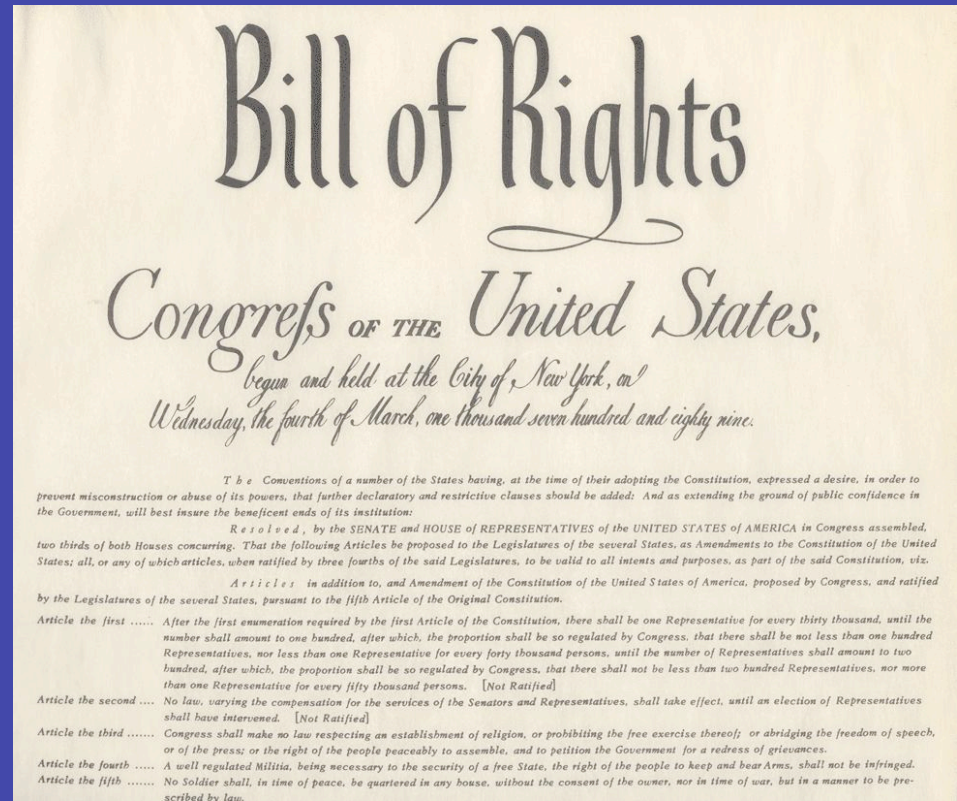 Bill of Rights
Congreſs OF THE United States,
begun and held at the City of New York, on
Wednesday, the fourth of March, one thousand seven hundred and eighty nine.
The Conventions of a number of the States having, at the time of their adopting the Constitution, expressed a desire, in order to
prevent misconstruction or abuse of its powers, that further declaratory and restrictive clauses should be added: And as extending the ground of public confidence in
the Government, will best insure the beneficent ends of its institution:
Resolved, by the SENATE and HOUSE of REPRESENTATIVES of the UNITED STATES of AMERICA in Congress assembled,
two thirds of both Houses concurring. That the following Articles be proposed to the Legislatures of the several States, as Amendments to the Constitution of the United
States; all, or any of which articles, when ratified by three fourths of the said Legislatures, to be valid to all intents and purposes, as part of the said Constitution, viz.
Articles in addition to, and Amendment of the Constitution of the United States of America, proposed by Congress, and ratified
by the Legislatures of the several States, pursuant to the fifth Article of the Original Constitution.
Article the first ...... After the first enumeration required by the first Article of the Constitution, there shall be one Representative for every thirty thousand, until the
number shall amount to one hundred, after which, the proportion shall be so regulated by Congress, that there shall be not less than one hundred
Representatives, nor less than one Representative for every forty thousand persons, until the number of Representatives shall amount to two
hundred, after which, the proportion shall be so regulated by Congress, that there shall not be less than two hundred Representatives, nor more
than one Representative for every fifty thousand persons. [Not Ratified]
Article the second .... No law, varying the compensation for the services of the Senators and Representatives, shall take effect, until an election of Representatives
shall have intervened. [Not Ratified]
Article the third ....... Congress shall make no law respecting an establishment of religion, or prohibiting the free exercise thereof; or abridging the freedom of speech,
or of the press; or the right of the people peaceably to assemble, and to petition the Government for a redress of grievances.
Article the fourth ..... A well regulated Militia, being necessary to the security of a free State, the right of the people to keep and bear Arms, shall not be infringed.
Article the fifth ....... No Soldier shall, in time of peace, be quartered in any house, without the consent of the owner, nor in time of war, but in a manner to be pre-
scribed by law.